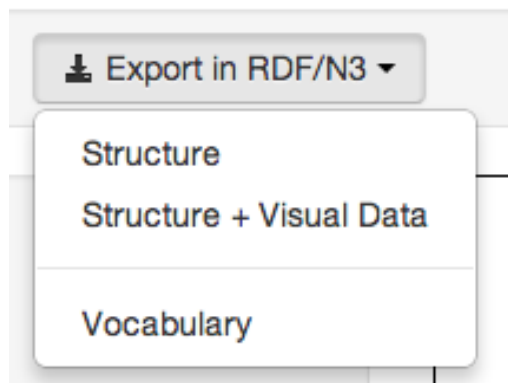 Export in RDF/N3
Structure
Structure + Visual Data
Vocabulary